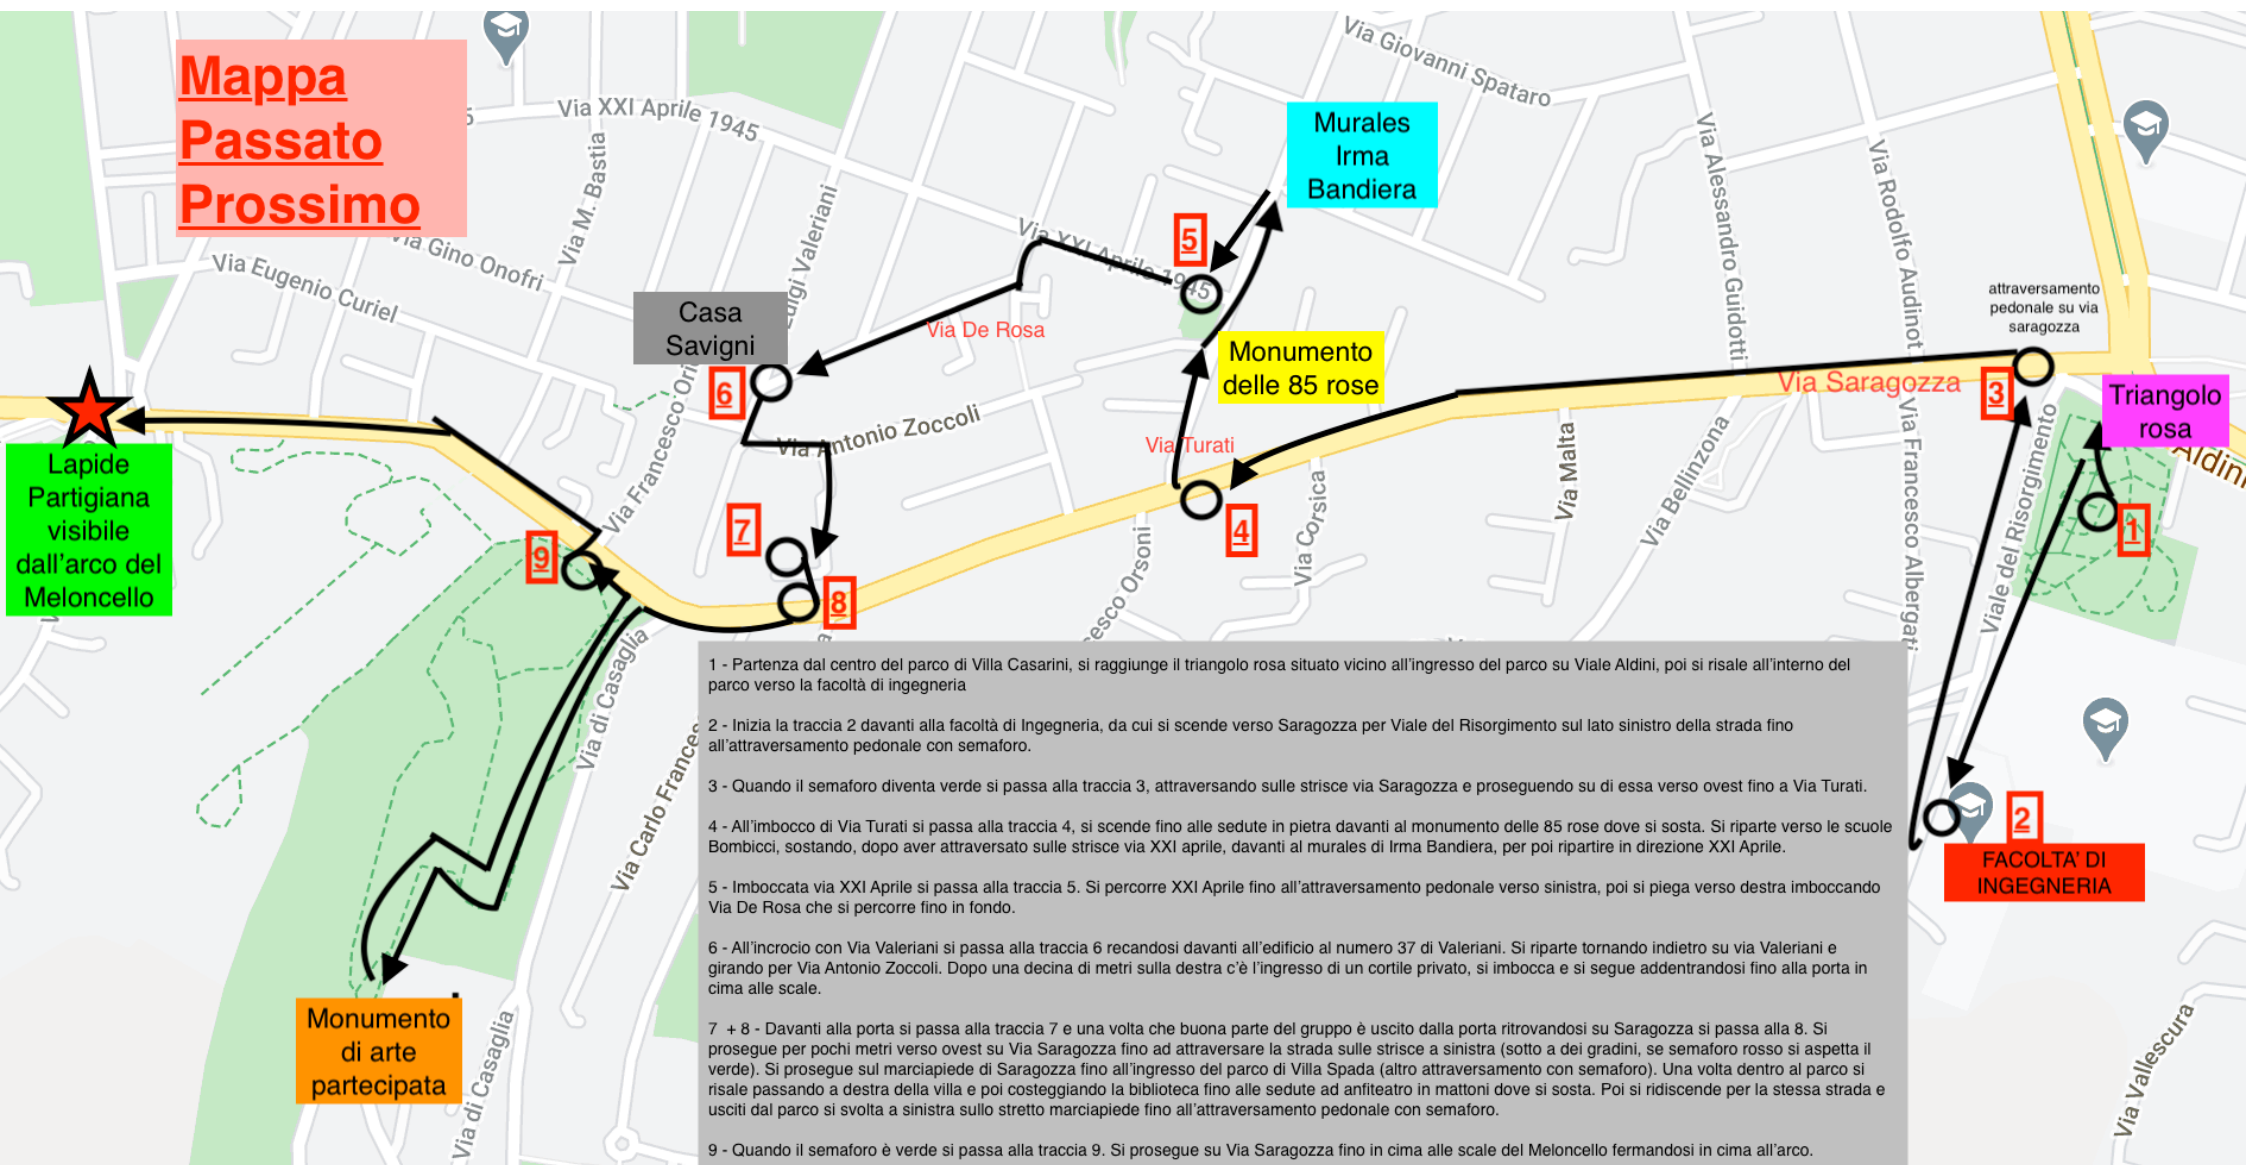 Mappa
Passato
Prossimo
Via XXI Aprile 1945
Via M. Bastia
Via Gino Onofri
Via Eugenio Curiel
Luigi Valeriani
Via Giovanni Spataro
Murales
Irma
Bandiera
5
Via XXI Aprile 1945
Via Alessandro Guidotti
Via Rodolfo Audinot
attraversamento
pedonale su via
saragozza
Casa
Savigni
6
Via De Rosa
Monumento
delle 85 rose
Via Saragozza
3
Triangolo
rosa
Aldini
1
Via Antonio Zoccoli
Via Turati
4
Via Francesco Ori
Via Corsica
Via Malta
Via Bellinzona
Via Francesco Albergati
Viale del Risorgimento
Lapide
Partigiana
visibile
dall'arco del
Meloncello
9
7
8
esco Orsoni
Via di Casaglia
Via Carlo Frances
2
FACOLTA' DI
INGEGNERIA
Monumento
di arte
partecipata
Via di Casaglia
Via Vallescura
1 - Partenza dal centro del parco di Villa Casarini, si raggiunge il triangolo rosa situato vicino all'ingresso del parco su Viale Aldini, poi si risale all'interno del
parco verso la facoltà di ingegneria
2 - Inizia la traccia 2 davanti alla facoltà di Ingegneria, da cui si scende verso Saragozza per Viale del Risorgimento sul lato sinistro della strada fino
all'attraversamento pedonale con semaforo.
3 - Quando il semaforo diventa verde si passa alla traccia 3, attraversando sulle strisce via Saragozza e proseguendo su di essa verso ovest fino a Via Turati.
4 - All'imbocco di Via Turati si passa alla traccia 4, si scende fino alle sedute in pietra davanti al monumento delle 85 rose dove si sosta. Si riparte verso le scuole
Bombicci, sostando, dopo aver attraversato sulle strisce via XXI aprile, davanti al murales di Irma Bandiera, per poi ripartire in direzione XXI Aprile.
5 - Imboccata via XXI Aprile si passa alla traccia 5. Si percorre XXI Aprile fino all'attraversamento pedonale verso sinistra, poi si piega verso destra imboccando
Via De Rosa che si percorre fino in fondo.
6 - All'incrocio con Via Valeriani si passa alla traccia 6 recandosi davanti all'edificio al numero 37 di Valeriani. Si riparte tornando indietro su via Valeriani e
girando per Via Antonio Zoccoli. Dopo una decina di metri sulla destra c'è l'ingresso di un cortile privato, si imbocca e si segue addentrandosi fino alla porta in
cima alle scale.
7 + 8 - Davanti alla porta si passa alla traccia 7 e una volta che buona parte del gruppo è uscito dalla porta ritrovandosi su Saragozza si passa alla 8. Si
prosegue per pochi metri verso ovest su Via Saragozza fino ad attraversare la strada sulle strisce a sinistra (sotto a dei gradini, se semaforo rosso si aspetta il
verde). Si prosegue sul marciapiede di Saragozza fino all'ingresso del parco di Villa Spada (altro attraversamento con semaforo). Una volta dentro al parco si
risale passando a destra della villa e poi costeggiando la biblioteca fino alle sedute ad anfiteatro in mattoni dove si sosta. Poi si ridiscende per la stessa strada e
usciti dal parco si svolta a sinistra sullo stretto marciapiede fino all'attraversamento pedonale con semaforo.
9 - Quando il semaforo è verde si passa alla traccia 9. Si prosegue su Via Saragozza fino in cima alle scale del Meloncello fermandosi in cima all'arco.